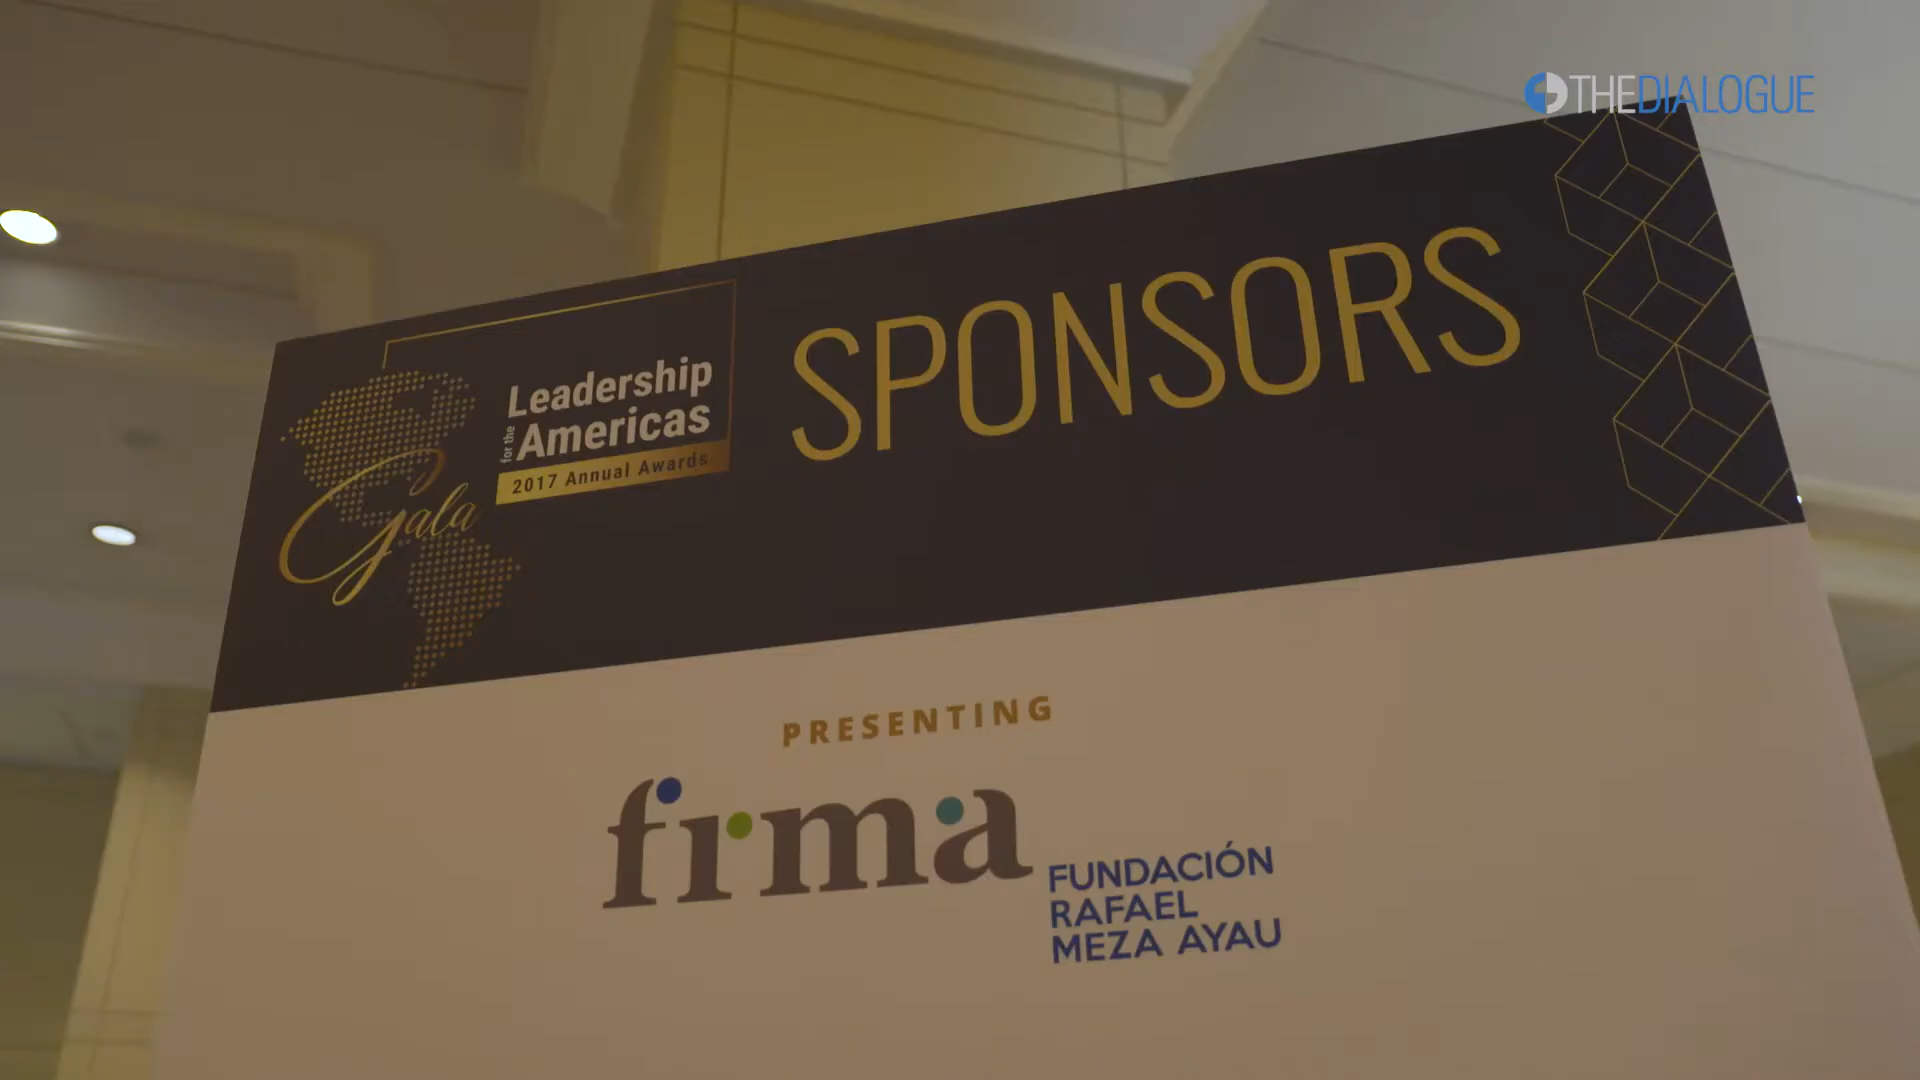 THEDIALOGUE
SPONSORS
Leadership
for the
Americas
2017 Annual Awards
Gala
PRESENTING
firma
FUNDACIÓN
RAFAEL
MEZA AYAU